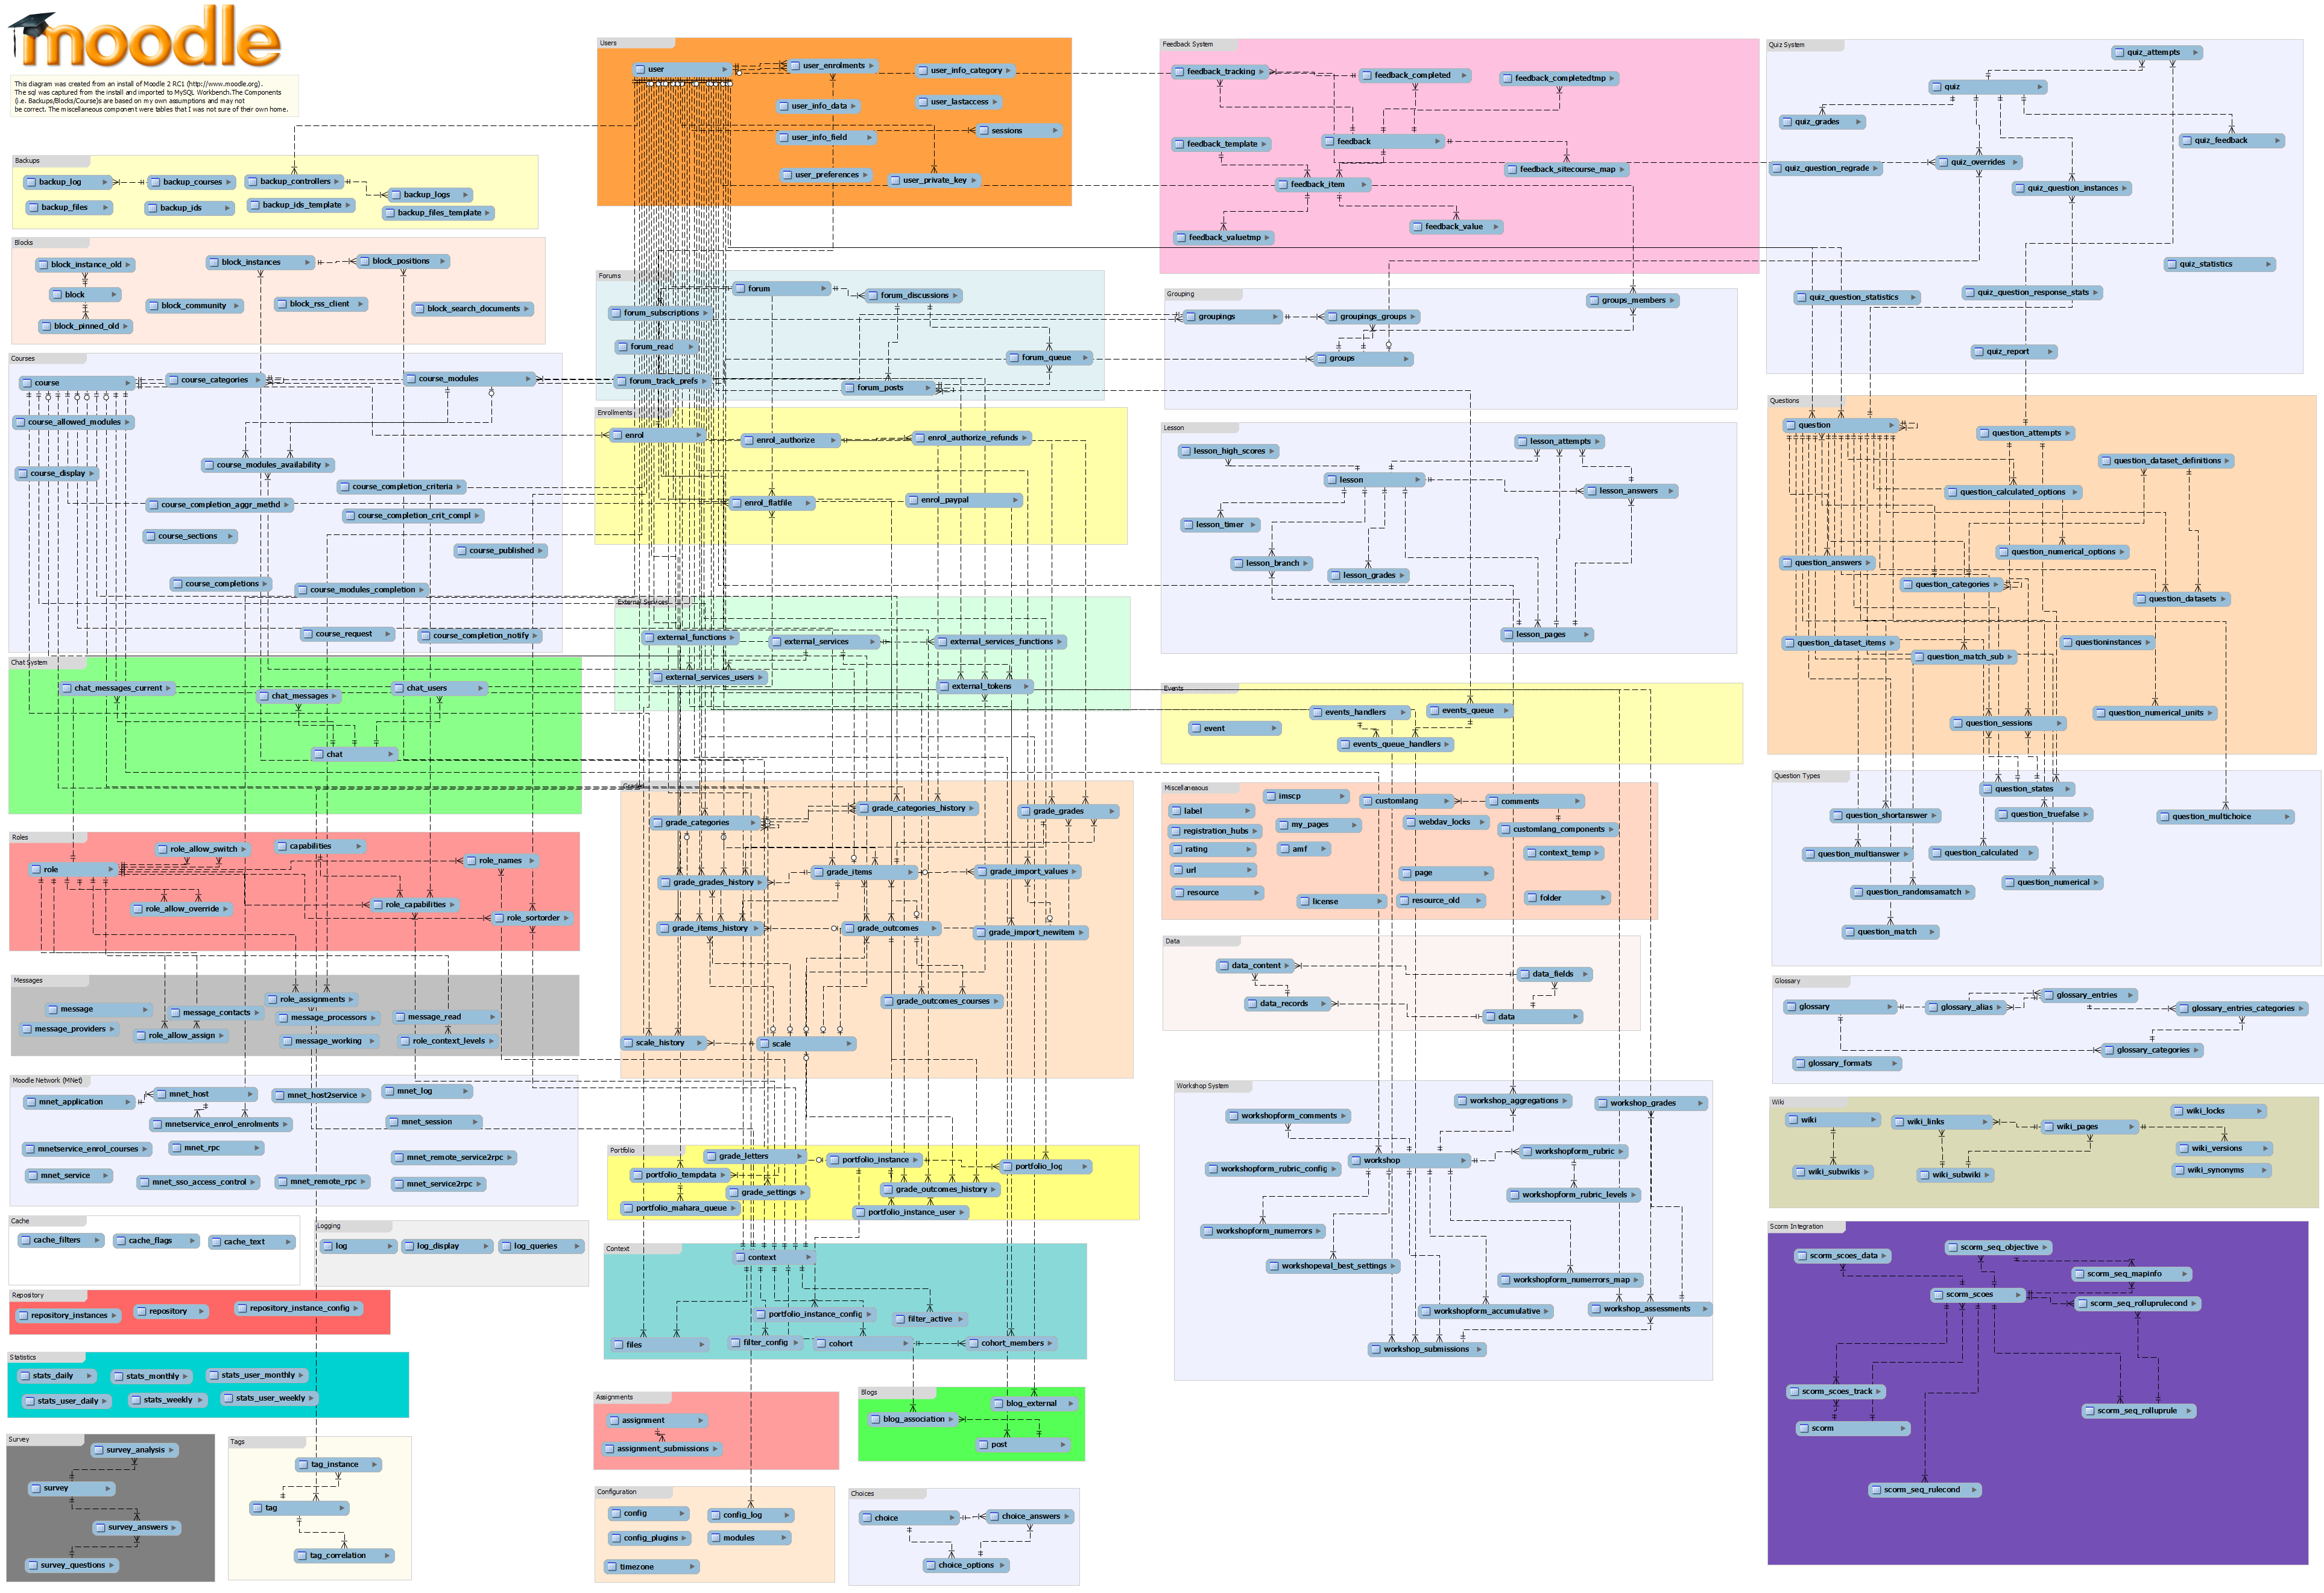 moodle
This diagram was created from an install of Moodle 2 RC1 (http://www.moodle.org).
The sql was captured from the install and imported to MySQL Workbench.The Components
(i.e. Backups/Blocks/Course)s are based on my own assumptions and may not
be correct. The miscellaneous component were tables that I was not sure of their own home.
Backups
backup_log
backup_courses
backup_controllers
backup_logs
backup_files
backup_ids
backup_ids_template
backup_files_template
Blocks
block_instance_old
block_instances
block_positions
block
block_community
block_rss_client
block_search_documents
block_pinned_old
Courses
course
course_categories
course_modules
course_allowed_modules
course_display
course_modules_availability
course_completion_criteria
course_completion_aggr_methd
course_completion_crit_compl
course_sections
course_published
course_completions
course_modules_completion
course_request
course_completion_notify
Chat System
chat_messages_current
chat_messages
chat_users
chat
Roles
role_allow_switch
capabilities
role_names
role
role_allow_override
role_capabilities
role_sortorder
Messages
message
message_contacts
role_assignments
message_processors
message_read
message_providers
role_allow_assign
message_working
role_context_levels
Moodle Network (MNet)
mnet_application
mnet_host
mnet_host2service
mnet_log
mnetservice_enrol_enrolments
mnet_session
mnetservice_enrol_courses
mnet_rpc
mnet_remote_service2rpc
mnet_service
mnet_sso_access_control
mnet_remote_rpc
mnet_service2rpc
Cache
cache_filters
cache_flags
cache_text
Logging
log
log_display
log_queries
Repository
repository_instances
repository
repository_instance_config
Statistics
stats_daily
stats_monthly
stats_user_monthly
stats_user_daily
stats_weekly
stats_user_weekly
Survey
survey_analysis
survey
survey_answers
survey_questions
Tags
tag_instance
tag
tag_correlation
Users
user
user_enrolments
user_info_category
user_info_data
user_lastaccess
user_info_field
sessions
user_preferences
user_private_key
Forums
forum
forum_discussions
forum_subscriptions
forum_read
forum_queue
forum_track_prefs
forum_posts
Enrollments
enrol
enrol_authorize
enrol_authorize_refunds
enrol_flatfile
enrol_paypal
External Services
external_functions
external_services
external_services_functions
external_services_users
external_tokens
grade_categories
grade_categories_history
grade_grades
grade_grades_history
grade_items
grade_import_values
grade_items_history
grade_outcomes
grade_import_newitem
grade_outcomes_courses
scale_history
scale
Portfolio
grade_letters
portfolio_instance
portfolio_log
portfolio_tempdata
grade_settings
grade_outcomes_history
portfolio_mahara_queue
portfolio_instance_user
Context
context
portfolio_instance_config
filter_active
files
filter_config
cohort
cohort_members
Assignments
assignment
assignment_submissions
Blogs
blog_external
blog_association
post
Configuration
config
config_log
config_plugins
modules
timezone
Choices
choice
choice_answers
choice_options
Feedback System
feedback_tracking
feedback_completed
feedback_completedtmp
feedback_template
feedback
feedback_sitecourse_map
feedback_item
feedback_value
feedback_valuetmp
Grouping
groups_members
groupings
groupings_groups
groups
Lesson
lesson_high_scores
lesson_attempts
lesson
lesson_answers
lesson_timer
lesson_branch
lesson_grades
lesson_pages
Events
event
events_handlers
events_queue
events_queue_handlers
Miscellaneaous
label
imscp
customlang
comments
registration_hubs
my_pages
webdav_locks
customlang_components
rating
amf
context_temp
url
page
resource
license
resource_old
folder
Data
data_content
data_fields
data_records
data
Workshop System
workshopform_comments
workshop_aggregations
workshop_grades
workshopform_rubric_config
workshop
workshopform_rubric
workshopform_rubric_levels
workshopform_numerrors
workshopeval_best_settings
workshopform_numerrors_map
workshopform_accumulative
workshop_assessments
workshop_submissions
Quiz System
quiz_attempts
quiz
quiz_grades
quiz_feedback
quiz_question_regrade
quiz_overrides
quiz_question_instances
quiz_statistics
quiz_question_statistics
quiz_question_response_stats
quiz_report
Questions
question
question_attempts
question_dataset_definitions
question_calculated_options
question_numerical_options
question_answers
question_categories
question_datasets
question_dataset_items
questioninstances
question_match_sub
question_sessions
question_numerical_units
Question Types
question_states
question_shortanswer
question_truefalse
question_multichoice
question_multianswer
question_calculated
question_randomsamatch
question_numerical
question_match
Glossary
glossary
glossary_alias
glossary_entries
glossary_entries_categories
glossary_formats
glossary_categories
Wiki
wiki
wiki_links
wiki_pages
wiki_locks
wiki_versions
wiki_subwikis
wiki_subwiki
wiki_synonyms
Scorm Integration
scorm_scoes_data
scorm_seq_objective
scorm_seq_mapinfo
scorm_scoes
scorm_seq_rolluprulecond
scorm_scoes_track
scorm_seq_rolluprule
scorm
scorm_seq_rulecond